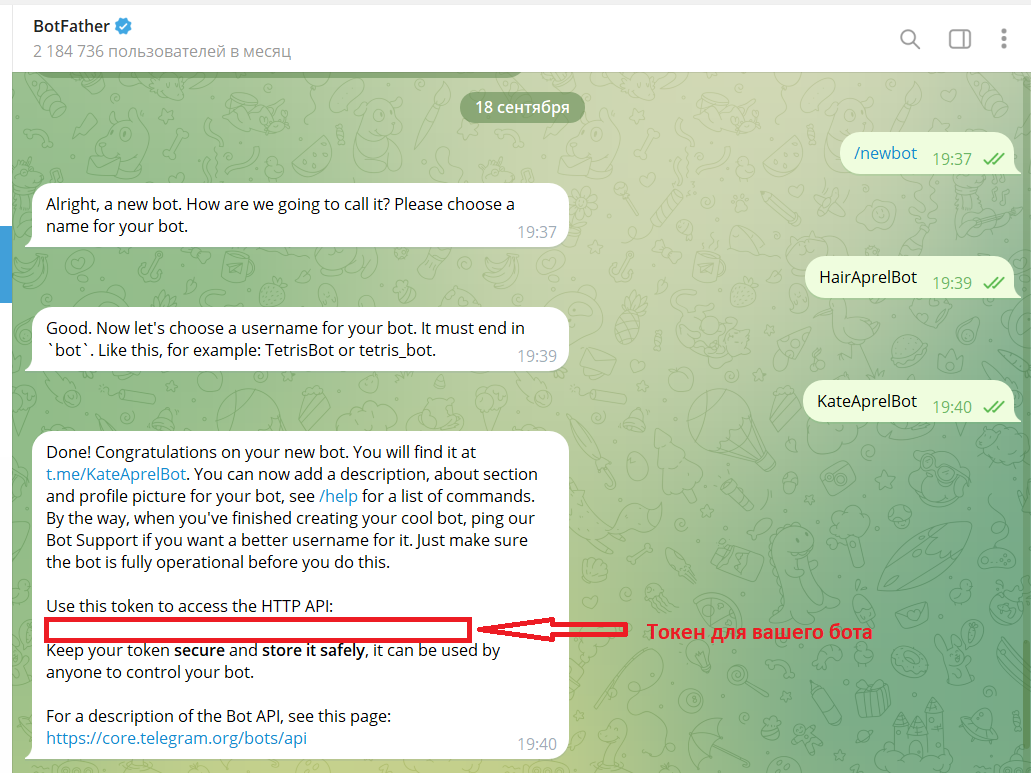 BotFather
2 184 736 пользователей в месяц
18 сентября
/newbot 19:37
Alright, a new bot. How are we going to call it? Please choose a
name for your bot.
19:37
HairAprelBot 19:39
Good. Now let's choose a username for your bot. It must end in
`bot`. Like this, for example: TetrisBot or tetris_bot.
19:39
KateAprelBot 19:40
Done! Congratulations on your new bot. You will find it at
t.me/KateAprelBot. You can now add a description, about section
and profile picture for your bot, see /help for a list of commands.
By the way, when you've finished creating your cool bot, ping our
Bot Support if you want a better username for it. Just make sure
the bot is fully operational before you do this.
Use this token to access the HTTP API:
Токен для вашего бота
Keep your token secure and store it safely, it can be used by
anyone to control your bot.
For a description of the Bot API, see this page:
https://core.telegram.org/bots/api
19:40